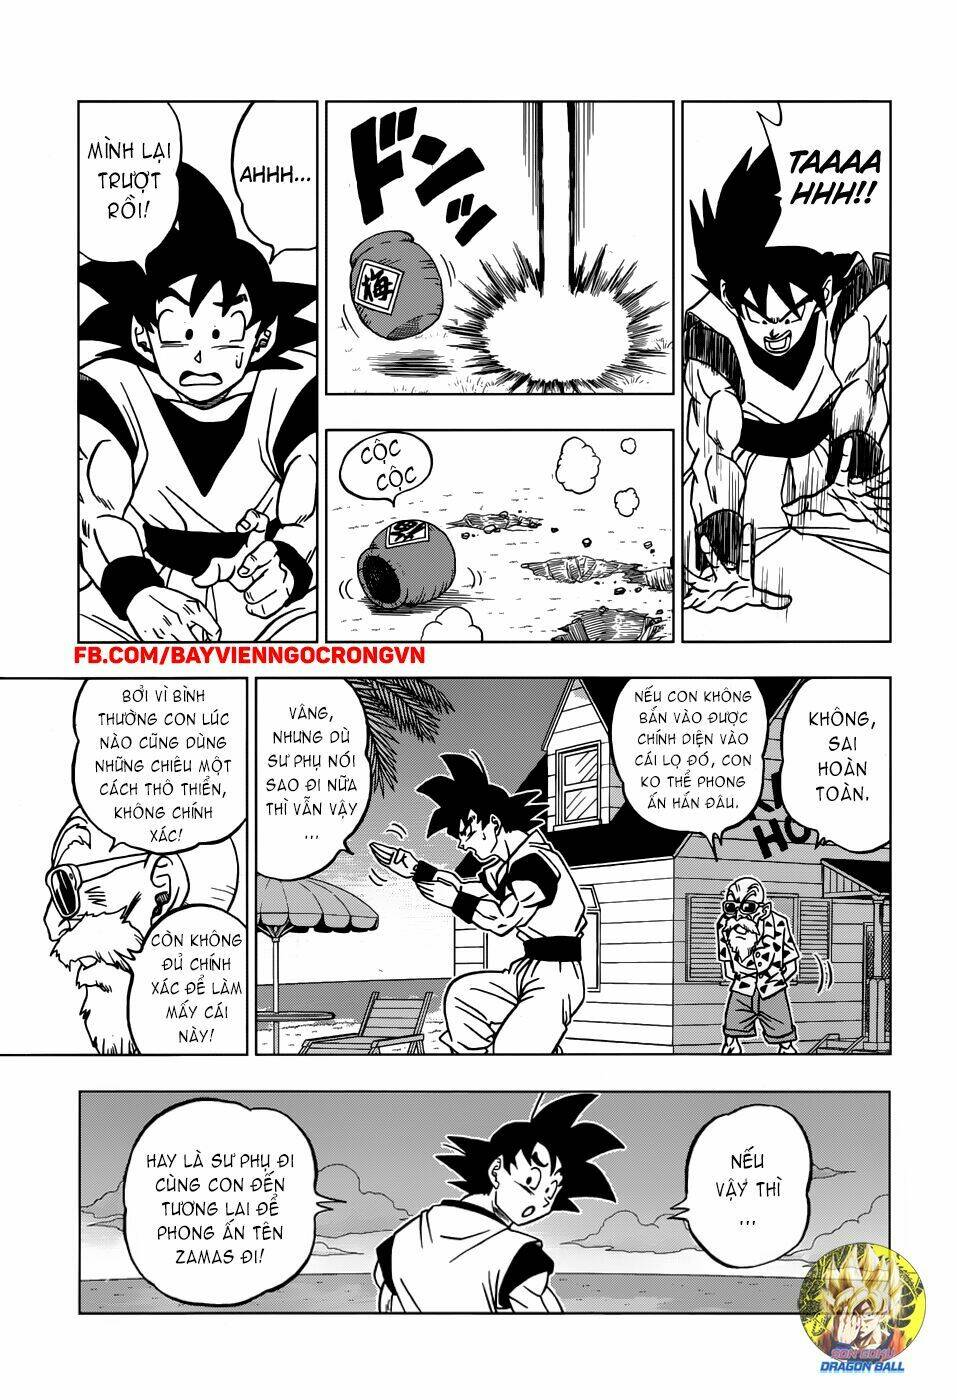 TAAAA
HHH!!
ドンッ
梅
CỘC
CỘC
AHHH...
MÌNH LẠI
TRƯỢT
RỒI!
FB.COM/BAYVIENNGOCRONGVN
KHÔNG,
SAI
HOÀN
TOÀN.
NẾU CON KHÔNG
BẮN VÀO ĐƯỢC
CHÍNH DIỆN VÀO
CÁI LỌ ĐÓ, CON
KO THỂ PHONG
ẤN HẮN ĐÂU.
HO
VÂNG,
NHƯNG DÙ
SƯ PHỤ NÓI
SAO ĐI NỮA
THÌ VẪN VẬY
...
BỞI VÌ BÌNH
THƯỜNG CON LÚC
NÀO CŨNG DÙNG
NHỮNG CHIÊU MỘT
CÁCH THÔ THIỂN,
KHÔNG CHÍNH
XÁC!
CÒN KHÔNG
ĐỦ CHÍNH
XÁC ĐỂ LÀM
MẤY CÁI
NÀY!
NẾU
VẬY THÌ
...
HAY LÀ SƯ PHỤ ĐI
CÙNG CON ĐẾN
TƯƠNG LAI ĐỂ
PHONG ẤN TÊN
ZAMAS ĐI!
SON GOKU
DRAGON BALL